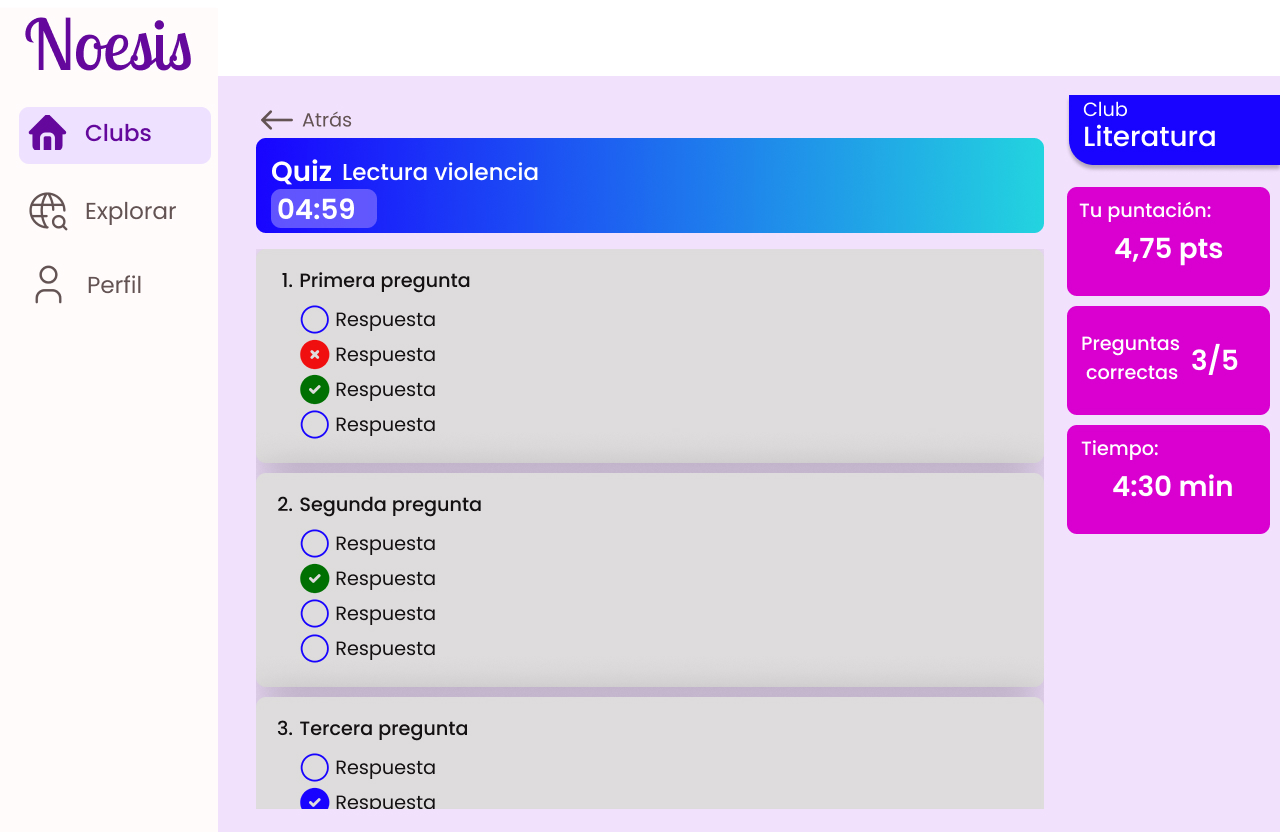 Noesis
Clubs
Explorar
Perfil
Atrás
Quiz Lectura violencia
04:59
1. Primera pregunta
Respuesta
Respuesta
Respuesta
Respuesta
2. Segunda pregunta
Respuesta
Respuesta
Respuesta
Respuesta
3. Tercera pregunta
Respuesta
Respuesta
Club
Literatura
Tu puntación:
4,75 pts
Preguntas
correctas
3/5
Tiempo:
4:30 min